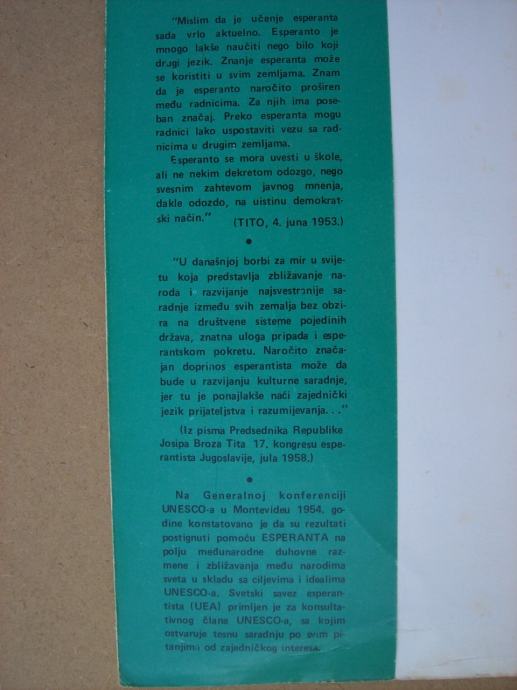 "Mislim da je učenje esperanta
sada vrlo aktuelno. Esperanto je
mnogo lakše naučiti nego bilo koji
drugi jezik. Znanje esperanta može
se koristiti u svim zemljama. Znam
da je esperanto naročito proširen
među radnicima. Za njih ima pose-
ban značaj. Preko esperanta mogu
radnici lako uspostaviti vezu sa rad-
nicima u drugim zemljama.
Esperanto se mora uvesti u škole,
ali ne nekim dekretom odozgo, nego
svesnim zahtevom javnog mnenja,
dakle odozdo, na uistinu demokrat-
ski način."
(TITO, 4. juna 1953.)
●
"U današnjoj borbi za mir u svije-
tu koja predstavlja zbližavanje na-
roda i razvijanje najsvestranije sa-
radnje između svih zemalja bez obzi-
ra na društvene sisteme pojedinih
država, znatna uloga pripada i espe-
rantskom pokretu. Naročito znača-
jan doprinos esperantista može da
bude u razvijanju kulturne saradnje,
jer tu je ponajlakše naći zajednički
jezik prijateljstva i razumijevanja. . ."
(Iz pisma Predsednika Republike
Josipa Broza Tita 17. kongresu espe-
rantista Jugoslavije, jula 1958.)
●
Na Generalnoj konferenciji
UNESCO-a u Montevideu 1954. go-
dine konstatovano je da su rezultati
postignuti pomoću ESPERANTA na
polju međunarodne duhovne raz-
mene i zbližavanja među narodima
sveta u skladu sa ciljevima i idealima
UNESCO-a. Svetski savez esperan-
tista (UEA) primljen je za konsulta-
tivnog člana UNESCO-a, sa kojim
ostvaruje tesnu saradnju po svim pi-
tanjima od zajedničkog interesa.